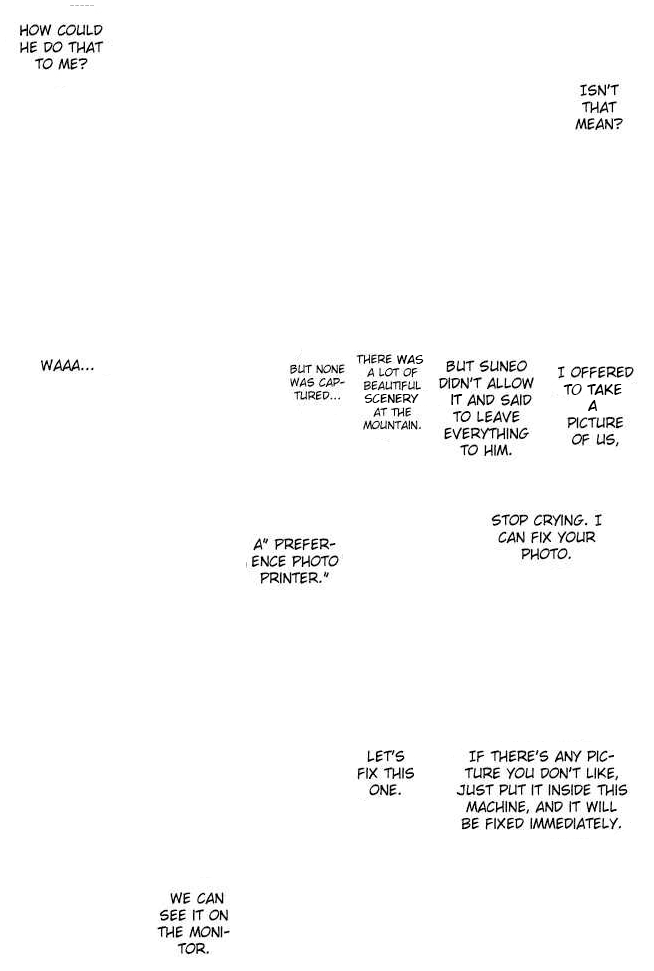 ISN'T
THAT
MEAN?
HOW COULD
HE DO THAT
TO ME?
I OFFERED
TO TAKE
A
PICTURE
OF US,
BUT SUNEO
DIDN'T ALLOW
IT AND SAID
TO LEAVE
EVERYTHING
TO HIM.
THERE WAS
A LOT OF
BEAUTIFUL
SCENERY
AT THE
MOUNTAIN.
BUT NONE
WAS CAP-
TURED...
WAAA...
STOP CRYING. I
CAN FIX YOUR
PHOTO.
A" PREFER-
ENCE PHOTO
PRINTER."
IF THERE'S ANY PIC-
TURE YOU DON'T LIKE,
JUST PUT IT INSIDE THIS
MACHINE, AND IT WILL
BE FIXED IMMEDIATELY.
LET'S
FIX THIS
ONE.
WE CAN
SEE IT ON
THE MONI-
TOR.